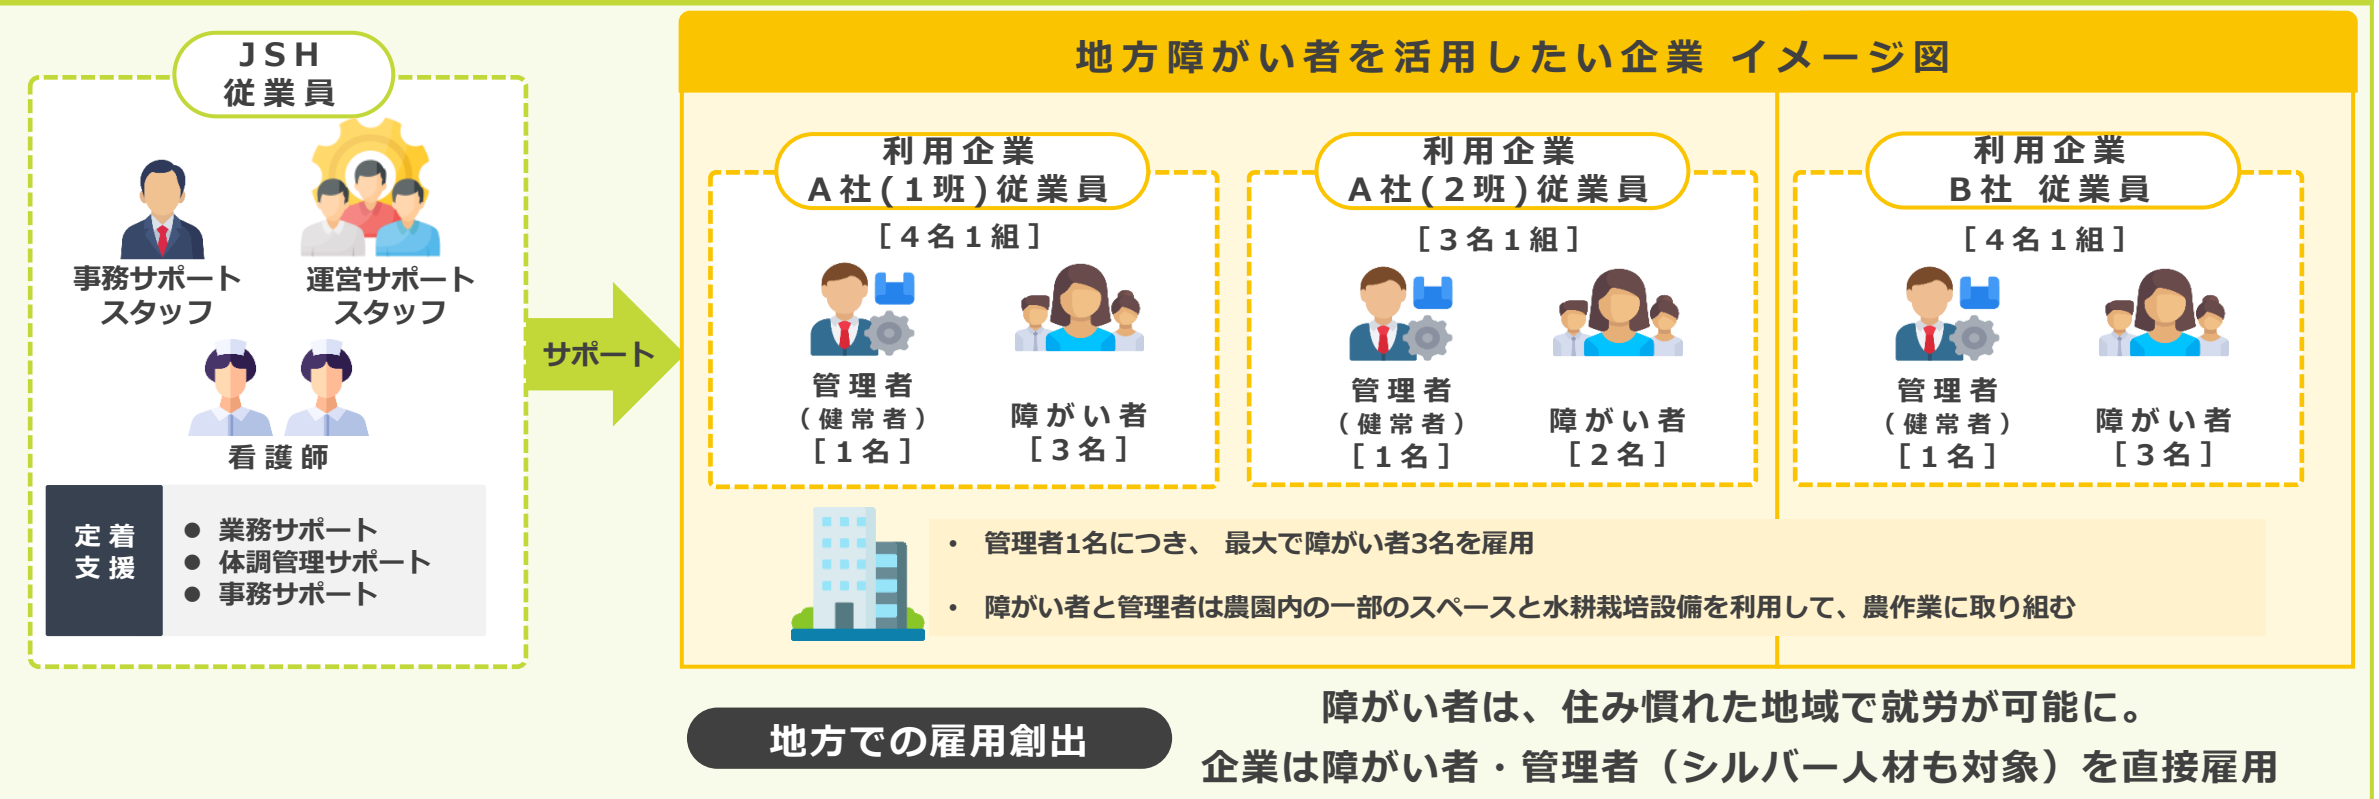 JSH
従業員
事務サポート
スタッフ
運営サポート
スタッフ
看護師
定着
支援
● 業務サポート
● 体調管理サポート
● 事務サポート
サポート
地方障がい者を活用したい企業 イメージ図
利用企業
A社(1班)従業員
[4名1組]
管理者
(健常者)
[1名]
障がい者
[3名]
利用企業
A社(2班)従業員
[3名1組]
管理者
(健常者)
[1名]
障がい者
[2名]
利用企業
B社 従業員
[4名1組]
管理者
(健常者)
[1名]
障がい者
[3名]
• 管理者1名につき、 最大で障がい者3名を雇用
• 障がい者と管理者は農園内の一部のスペースと水耕栽培設備を利用して、農作業に取り組む
地方での雇用創出
障がい者は、住み慣れた地域で就労が可能に。
企業は障がい者・管理者（シルバー人材も対象）を直接雇用